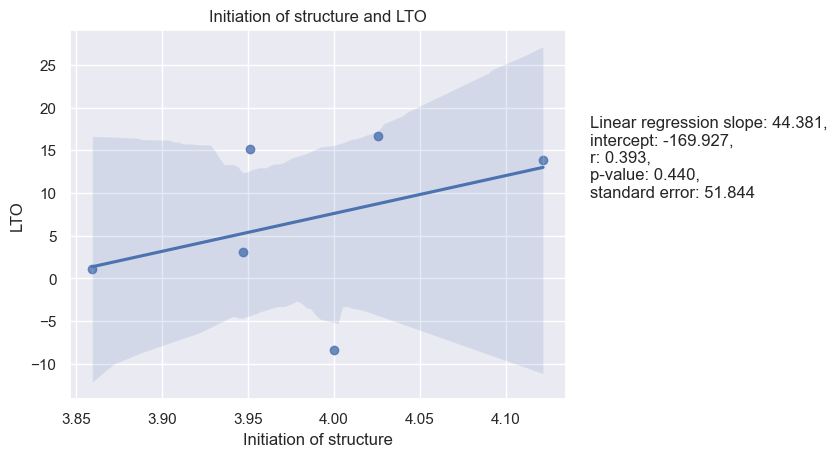 Initiation of structure and LTO
LTO
25
20
15
10
5
0
−5
−10
3.85
3.90
3.95
4.00
4.05
4.10
Initiation of structure
Linear regression slope: 44.381,
intercept: -169.927,
r: 0.393,
p-value: 0.440,
standard error: 51.844